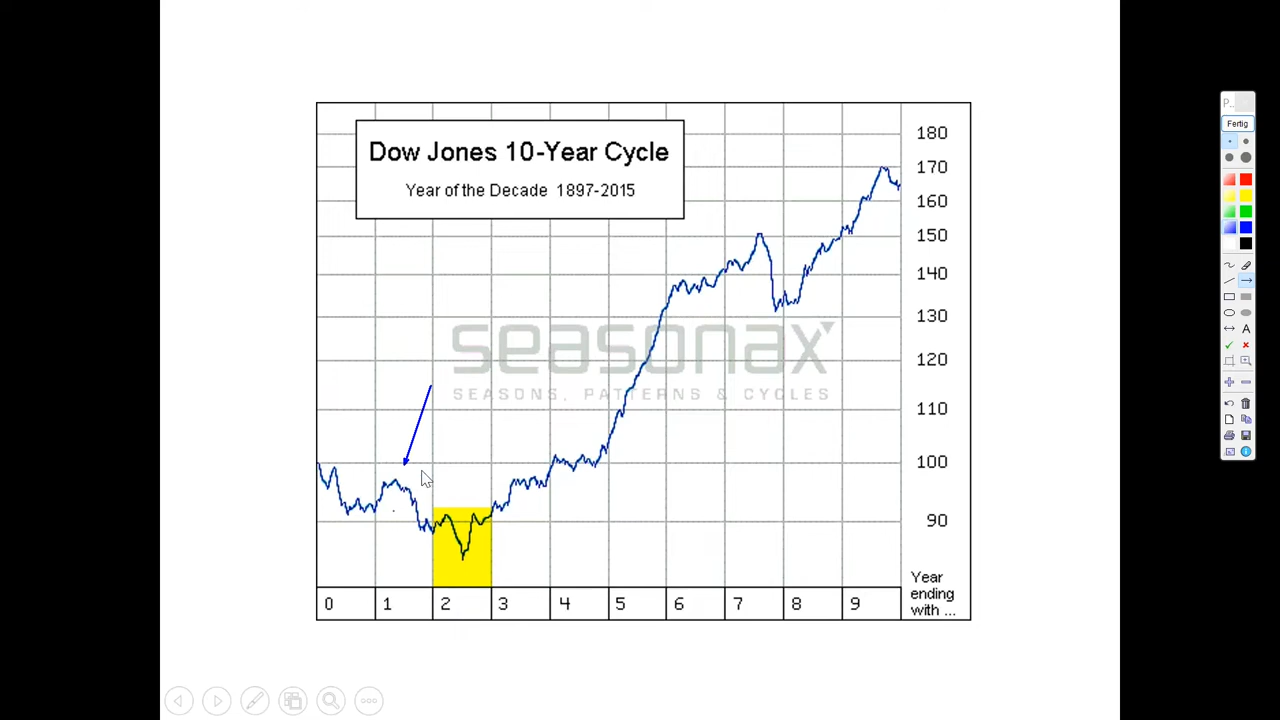 Dow Jones 10-Year Cycle
Year of the Decade 1897-2015
180
170
160
150
140
130
120
110
100
90
seasonax
SEASONS, PATTERNS & CYCLES
0 1 2 3 4 5 6 7 8 9
Year
ending
with ...
P..
Fertig
A